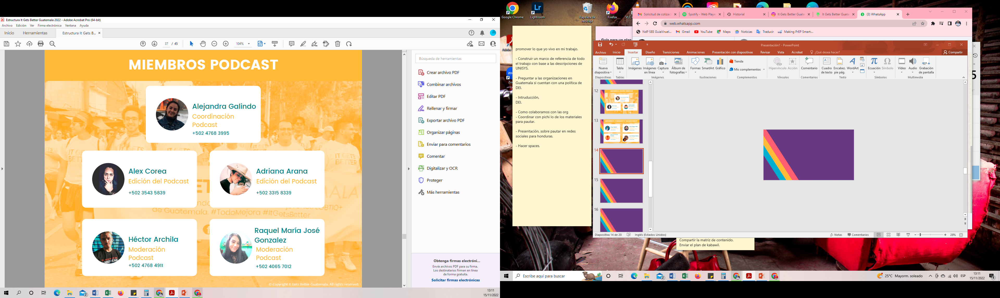 Estructura It Gets Better Guatemala 2022 - Adobe Acrobat Pro (64-bit)
Archivo Edición Ver Firma electrónica Ventana Ayuda
Inicio Herramientas Estructura It Gets B...
37 / 45 104%
MIEMBROS PODCAST
Alejandra Galindo
Coordinación
Podcast
+502 4768 3995
Alex Corea
Edición del Podcast
+502 3543 5839
Adriana Arana
Edición del Podcast
+502 3315 8339
Héctor Archila
Moderación
Podcast
+502 4768 4911
Raquel María José
Gonzalez
Moderación
Podcast
+502 4065 7012
IT GETS
BETTER
de Guatemala. #TodoMejora #ItGetsBetter
© Copyright It Gets Better Guatemala. All rights reserved.
Búsqueda de herramientas
Crear archivo PDF
Combinar archivos
Editar PDF
Rellenar y firmar
Exportar archivo PDF
Organizar páginas
Enviar para comentarios
Comentar
Digitalizar y OCR
Proteger
Más herramientas
Obtenga firmas electróni...
Envíe archivos PDF para su firma.
Los destinatarios firman en línea
de forma gratuita.
Solicitar firmas electrónicas
13:11
15/11/2022
Google Chrome
Lightroom
Papelera de
reciclaje
Firefox
promover lo que yo vivo en mi trabajo.
- Construir un marco de referencia de todo
el trabajo con base a las descripciones de
UNISYS.
- Preguntar a las organizaciones en
Guatemala si cuentan con una política de
DEI.
- Intruducción,
DEI.
- Como colaboramos con las org
- Coordinar con pichi lo de los materiales
para pautar.
- Presentación, sobre pautar en redes
sociales para honduras.
- Hacer spaces.
Solicitud de cotizac
Spotify - Web Playe
Historial
It Gets Better Guate
It Gets Better Guate
(3) WhatsApp
web.whatsapp.com
NdP SEE GuiaViruel... Gmail YouTube Maps Noticias Traducir Making PrEP Smart:...
- Guía para un plan
Presentación1 - PowerPoint
Archivo Inicio Insertar Diseño Transiciones Animaciones Presentación con diapositivas Revisar Vista Acrobat ¿Qué desea hacer? Compartir
Nueva
diapositiva
Tabla
Imágenes
Imágenes
en línea
Captura
Álbum de
fotografías
Formas
SmartArt
Gráfico
Tienda
Mis complementos
Hipervínculo
Acción
Comentario
Cuadro
de texto
Encabez.
pie pág.
WordArt
Ecuación
Símbolo
Vídeo
Audio
Grabación
de pantalla
Diapositivas Tablas Imágenes Ilustraciones Complementos Vínculos Comentarios Texto Símbolos Multimedia
12
13
MIEMBROS COMMUNITY MANAGEMENT
14
15
16
Diapositiva 14 de 20 Inglés (Estados Unidos) Notas Comentarios 28%
Compartir la matriz de contenido.
Enviar el plan de kabawil.
Escribe aquí para buscar
25°C Mayorm. soleado
ESP
13:11
15/11/2022